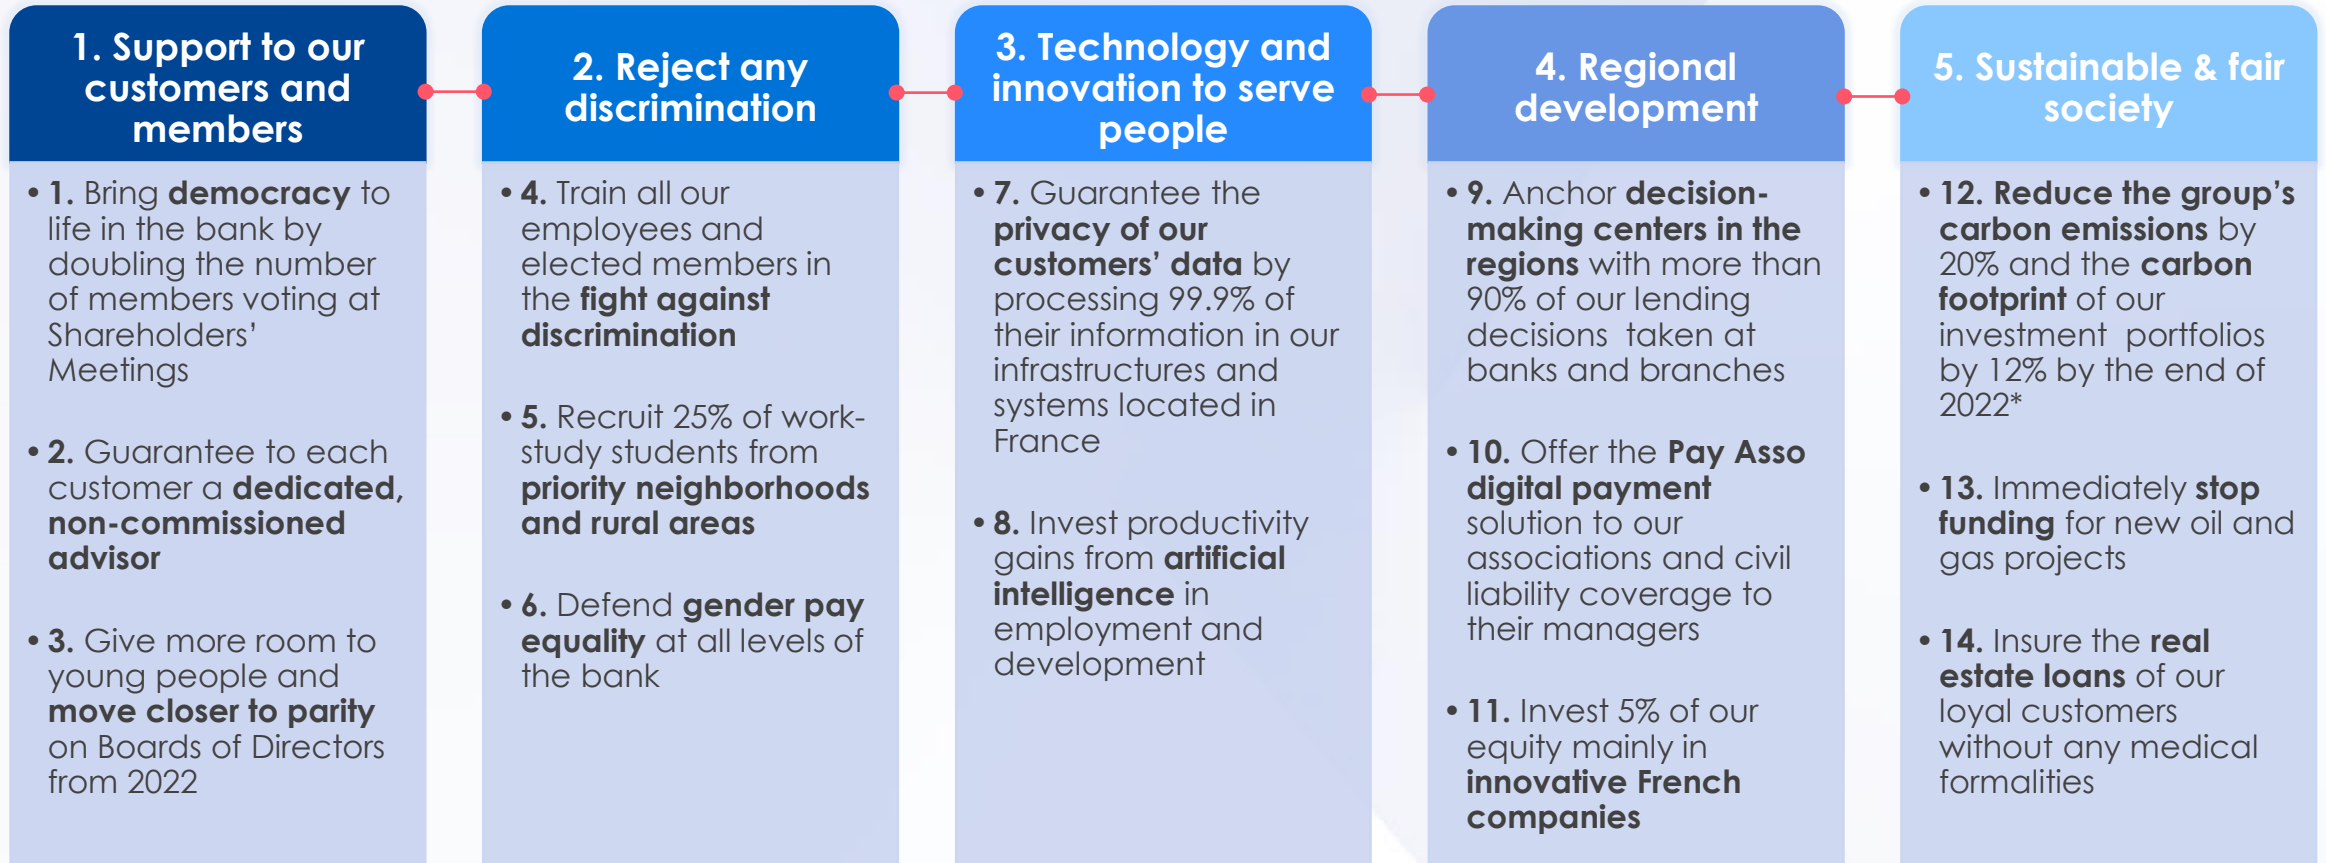 1. Support to our
customers and
members
• 1. Bring democracy to
life in the bank by
doubling the number
of members voting at
Shareholders’
Meetings
• 2. Guarantee to each
customer a dedicated,
non-commissioned
advisor
• 3. Give more room to
young people and
move closer to parity
on Boards of Directors
from 2022
2. Reject any
discrimination
• 4. Train all our
employees and
elected members in
the fight against
discrimination
• 5. Recruit 25% of work-
study students from
priority neighborhoods
and rural areas
• 6. Defend gender pay
equality at all levels of
the bank
3. Technology and
innovation to serve
people
• 7. Guarantee the
privacy of our
customers’ data by
processing 99.9% of
their information in our
infrastructures and
systems located in
France
• 8. Invest productivity
gains from artificial
intelligence in
employment and
development
4. Regional
development
• 9. Anchor decision-
making centers in the
regions with more than
90% of our lending
decisions taken at
banks and branches
• 10. Offer the Pay Asso
digital payment
solution to our
associations and civil
liability coverage to
their managers
• 11. Invest 5% of our
equity mainly in
innovative French
companies
5. Sustainable & fair
society
• 12. Reduce the group’s
carbon emissions by
20% and the carbon
footprint of our
investment portfolios
by 12% by the end of
2022*
• 13. Immediately stop
funding for new oil and
gas projects
• 14. Insure the real
estate loans of our
loyal customers
without any medical
formalities